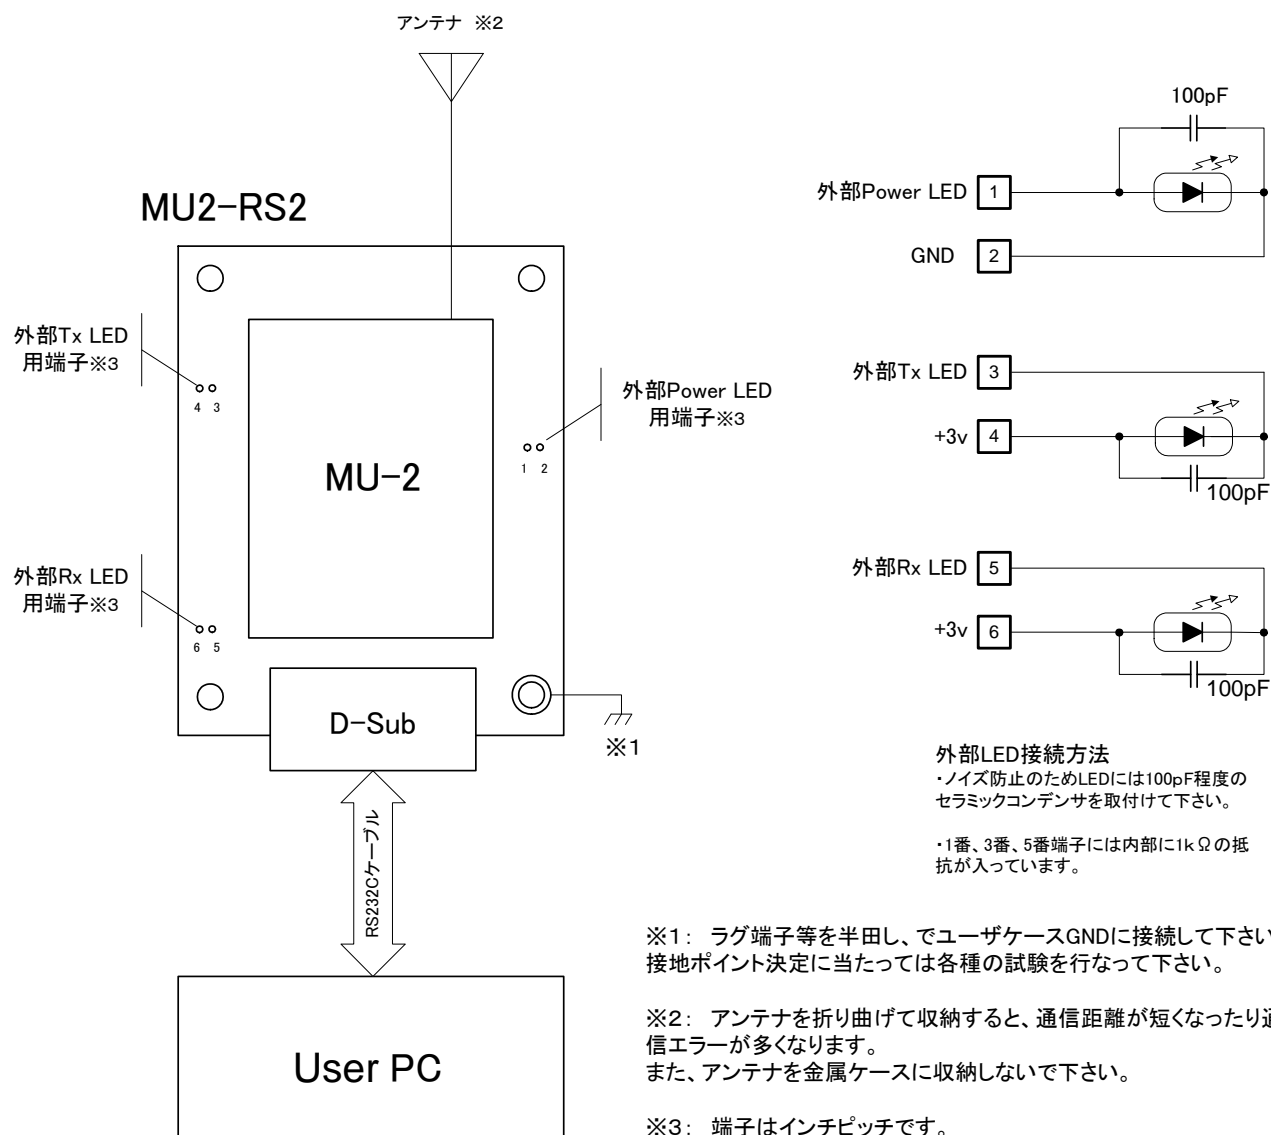 アンテナ ※2
MU2-RS2
外部Tx LED
用端子※3
4 3
MU-2
外部Power LED
用端子※3
1 2
外部Rx LED
用端子※3
6 5
D-Sub
※1
RS232Cケーブル
User PC
100pF
外部Power LED 1
GND 2
外部Tx LED 3
+3v 4
100pF
外部Rx LED 5
+3v 6
100pF
外部LED接続方法
・ノイズ防止のためLEDには100pF程度の
セラミックコンデンサを取付けて下さい。
・1番、3番、5番端子には内部に1kΩの抵
抗が入っています。
※1: ラグ端子等を半田し、でユーザケースGNDに接続して下さい
接地ポイント決定に当たっては各種の試験を行なって下さい。
※2: アンテナを折り曲げて収納すると、通信距離が短くなったり通
信エラーが多くなります。
また、アンテナを金属ケースに収納しないで下さい。
※3: 端子はインチピッチです。